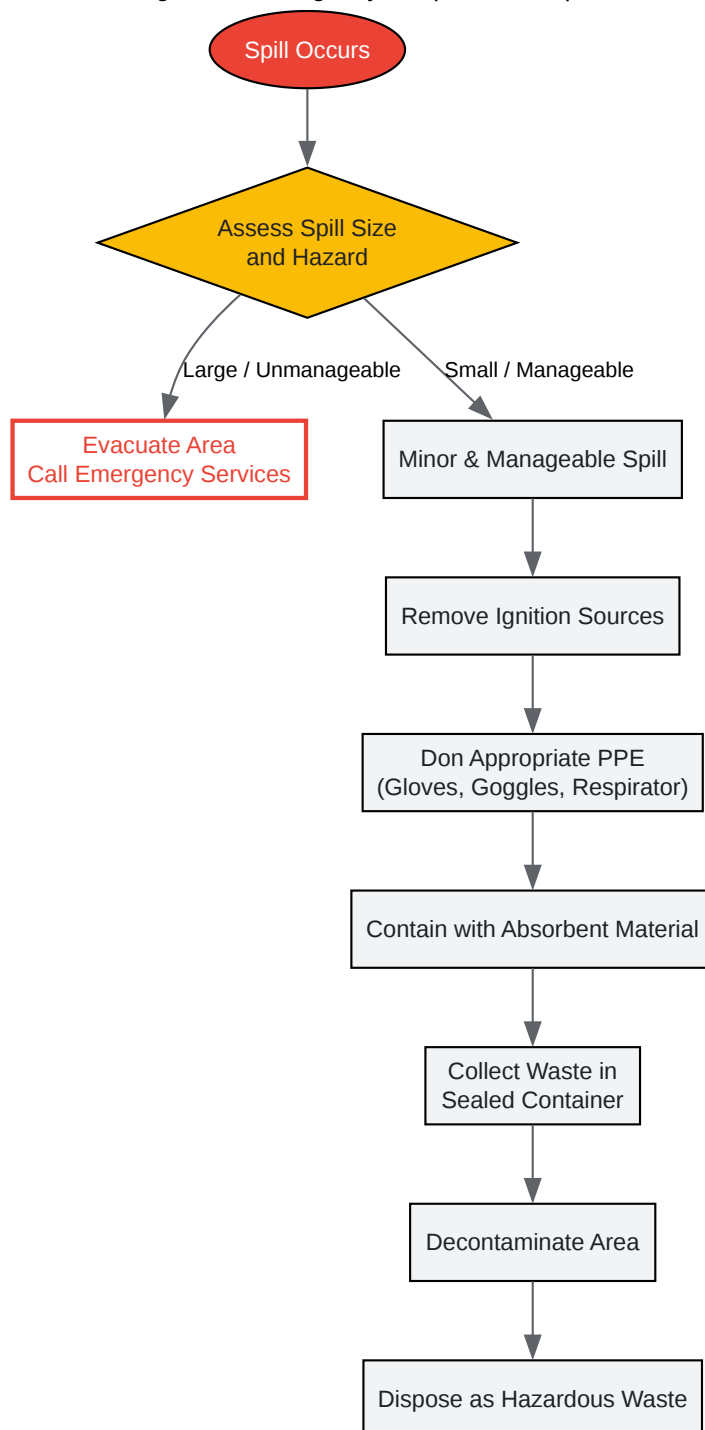 Spill Occurs
Assess Spill Size
and Hazard
Large / Unmanageable
Small / Manageable
Evacuate Area
Call Emergency Services
Minor & Manageable Spill
Remove Ignition Sources
Don Appropriate PPE
(Gloves, Goggles, Respirator)
Contain with Absorbent Material
Collect Waste in
Sealed Container
Decontaminate Area
Dispose as Hazardous Waste